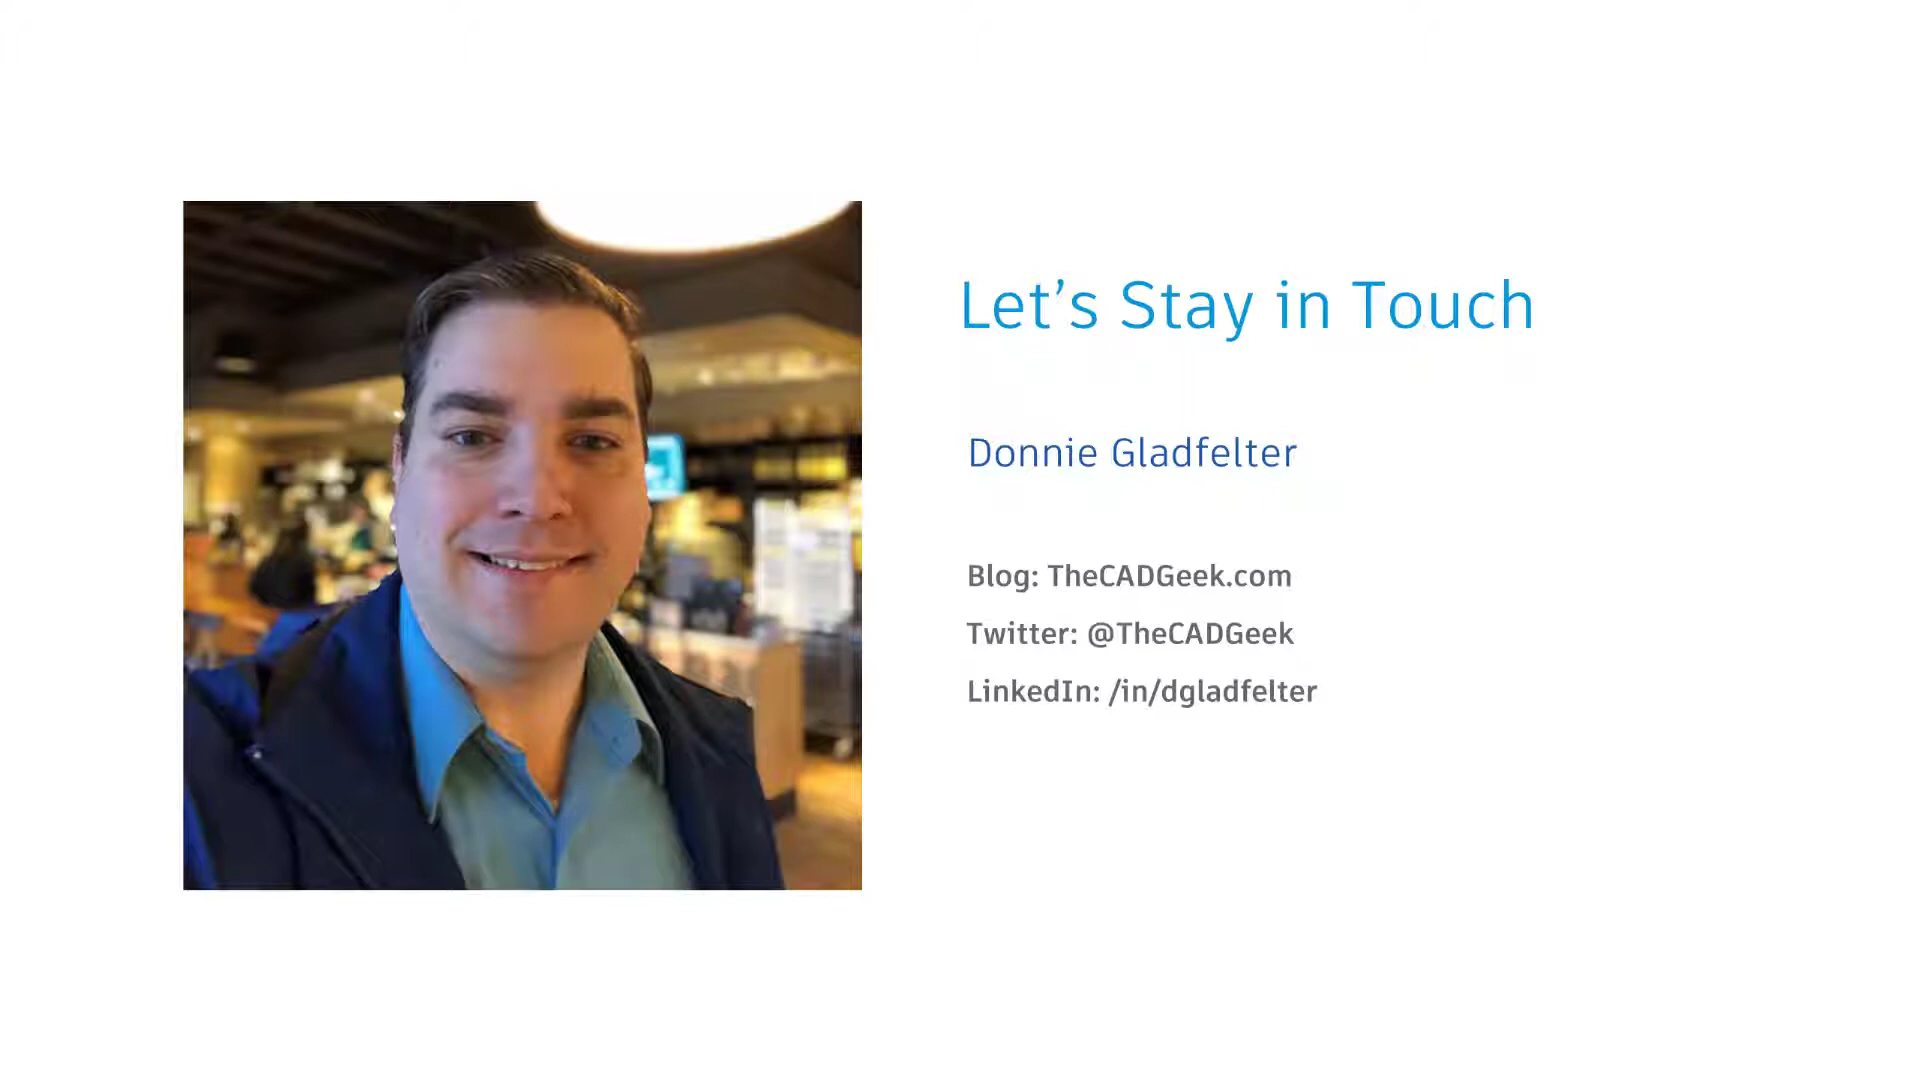 Let’s Stay in Touch
Donnie Gladfelter
Blog: TheCADGeek.com
Twitter: @TheCADGeek
LinkedIn: /in/dgladfelter